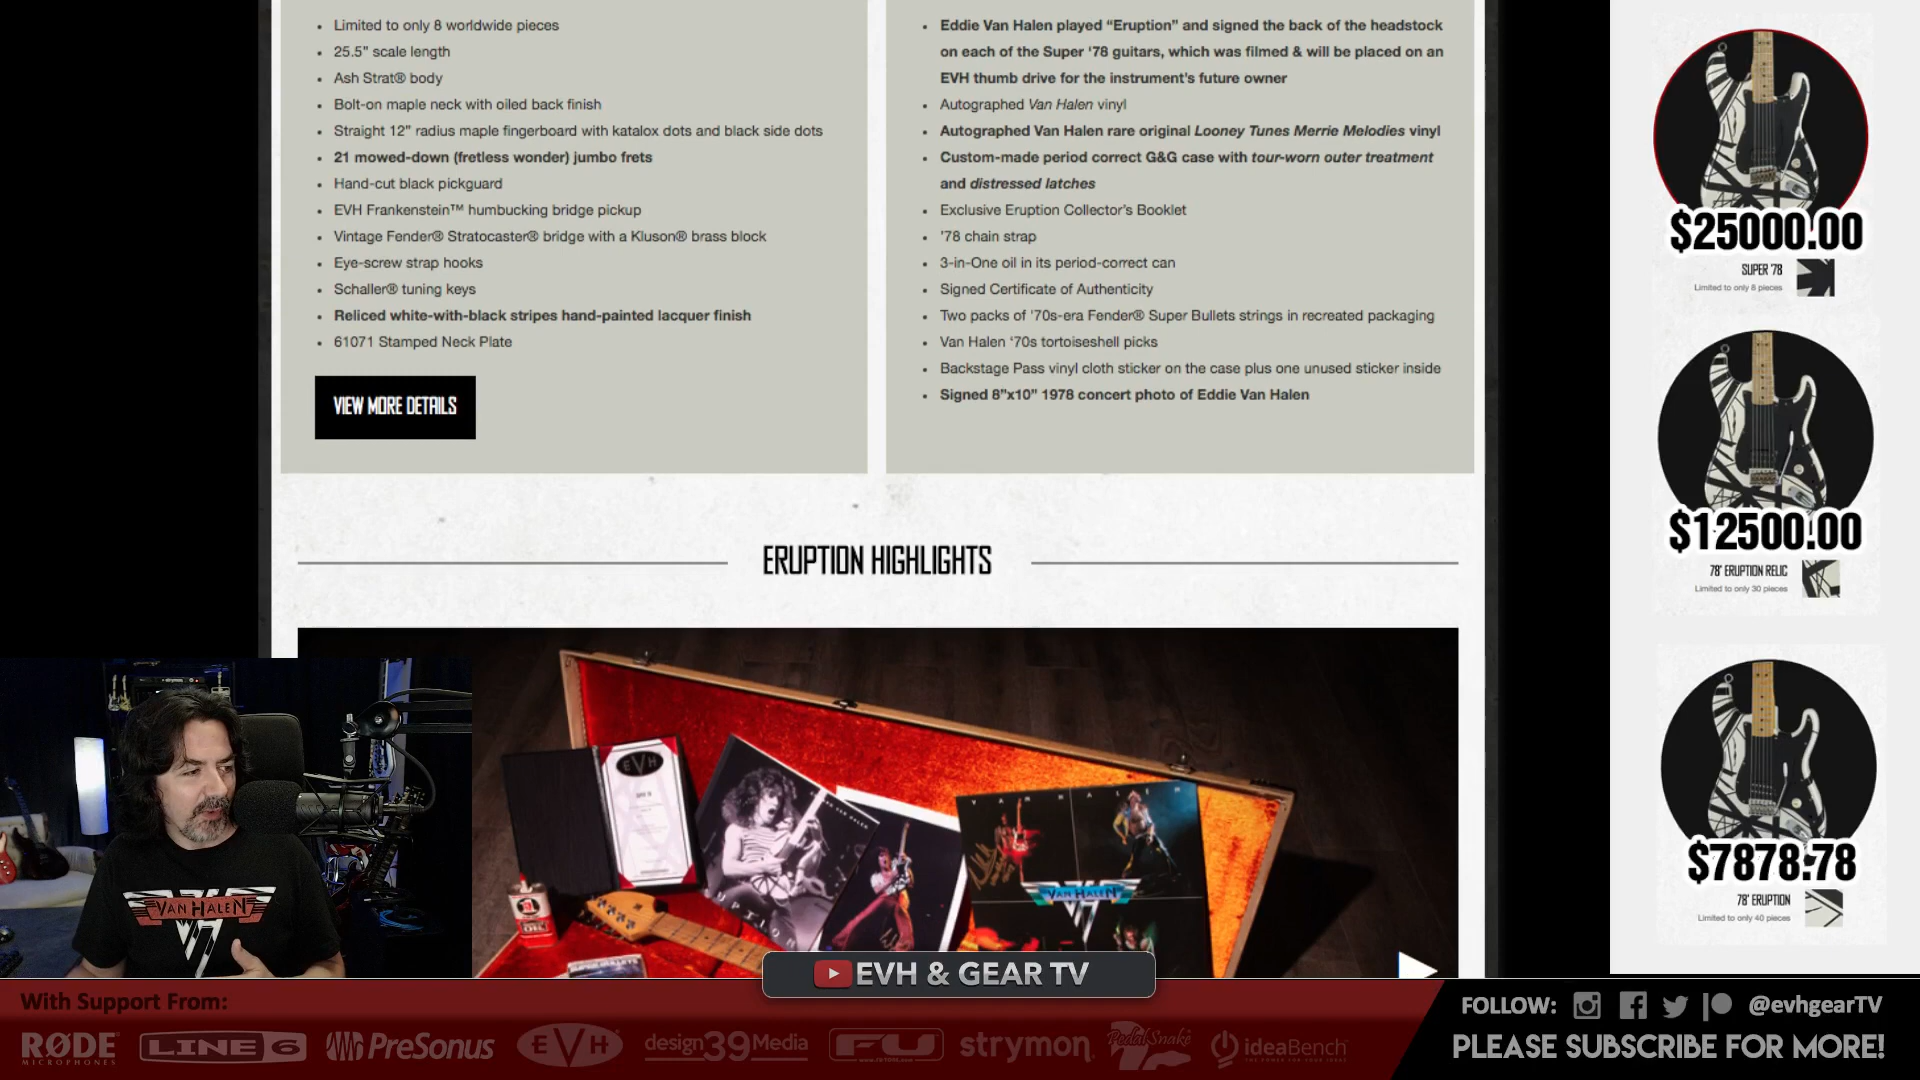 Limited to only 8 worldwide pieces
25.5" scale length
Ash Strat® body
Bolt-on maple neck with oiled back finish
Straight 12" radius maple fingerboard with katalox dots and black side dots
21 mowed-down (fretless wonder) jumbo frets
Hand-cut black pickguard
EVH Frankenstein™ humbucking bridge pickup
Vintage Fender® Stratocaster® bridge with a Kluson® brass block
Eye-screw strap hooks
Schaller® tuning keys
Reliced white-with-black stripes hand-painted lacquer finish
61071 Stamped Neck Plate
VIEW MORE DETAILS
Eddie Van Halen played “Eruption” and signed the back of the headstock
on each of the Super ‘78 guitars, which was filmed & will be placed on an
EVH thumb drive for the instrument’s future owner
Autographed Van Halen vinyl
Autographed Van Halen rare original Looney Tunes Merrie Melodies vinyl
Custom-made period correct G&G case with tour-worn outer treatment
and distressed latches
Exclusive Eruption Collector’s Booklet
’78 chain strap
3-in-One oil in its period-correct can
Signed Certificate of Authenticity
Two packs of ’70s-era Fender® Super Bullets strings in recreated packaging
Van Halen ‘70s tortoiseshell picks
Backstage Pass vinyl cloth sticker on the case plus one unused sticker inside
Signed 8”x10” 1978 concert photo of Eddie Van Halen
ERUPTION HIGHLIGHTS
$25000.00
SUPER '78
Limited to only 8 pieces
$12500.00
78' ERUPTION RELIC
Limited to only 30 pieces
$7878.78
78' ERUPTION
Limited to only 40 pieces
EVH
VAN HALEN
VAN HALEN
ERUPTION
SUPER BULLETS
VAN HALEN
EVH & GEAR TV
With Support From:
RØDE
MICROPHONES
LINE 6
PreSonus
EVH
design39Media
FU
strymon
PedalSnake
ideaBench
FOLLOW:
@evhgearTV
PLEASE SUBSCRIBE FOR MORE!